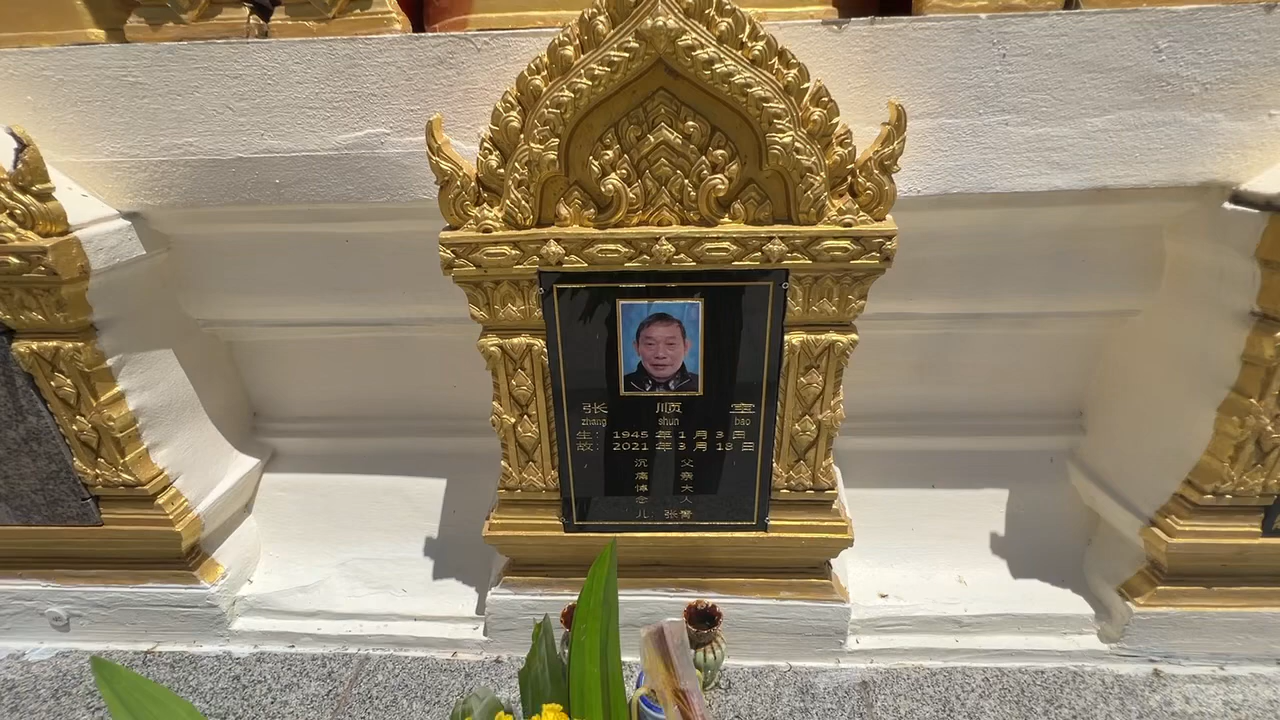 张 顺 宝
zhang shun bao
生: 1945 年 1 月 3 日
故: 2021 年 3 月 18 日
沉 父
痛 亲
悼 大
念 人
儿: 张青